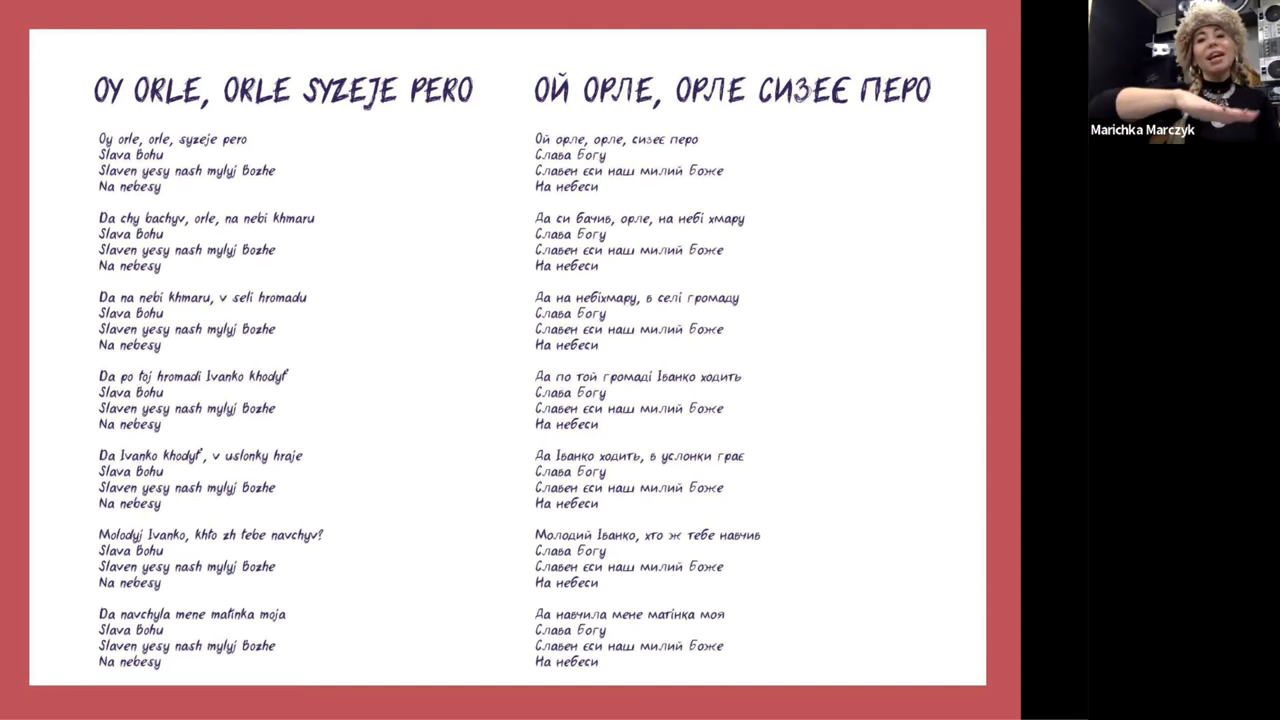 OY ORLE, ORLE SYZEJE PERO
Oy orle, orle, syzeje pero
Slava Bohu
Slaven yesy nash mylyj Bozhe
Na nebesy
Da chy bachyv, orle, na nebi khmaru
Slava Bohu
Slaven yesy nash mylyj Bozhe
Na nebesy
Da na nebi khmaru, v seli hromadu
Slava Bohu
Slaven yesy nash mylyj Bozhe
Na nebesy
Da po toj hromadi Ivanko khodyt'
Slava Bohu
Slaven yesy nash mylyj Bozhe
Na nebesy
Da Ivanko khodyt', v uslonky hraje
Slava Bohu
Slaven yesy nash mylyj Bozhe
Na nebesy
Molodyj Ivanko, khto zh tebe navchyv?
Slava Bohu
Slaven yesy nash mylyj Bozhe
Na nebesy
Da navchyla mene matinka moja
Slava Bohu
Slaven yesy nash mylyj Bozhe
Na nebesy
ОЙ ОРЛЕ, ОРЛЕ СИЗЕЄ ПЕРО
Ой орле, орле, сизеє перо
Слава Богу
Славен єси наш милий Боже
На небеси
Да си бачив, орле, на небі хмару
Слава Богу
Славен єси наш милий Боже
На небеси
Да на небіхмару, в селі громаду
Слава Богу
Славен єси наш милий Боже
На небеси
Да по той громаді Іванко ходить
Слава Богу
Славен єси наш милий Боже
На небеси
Да Іванко ходить, в услонки грає
Слава Богу
Славен єси наш милий Боже
На небеси
Молодий Іванко, хто ж тебе навчив
Слава Богу
Славен єси наш милий Боже
На небеси
Да навчила мене матінка моя
Слава Богу
Славен єси наш милий Боже
На небеси
Marichka Marczyk